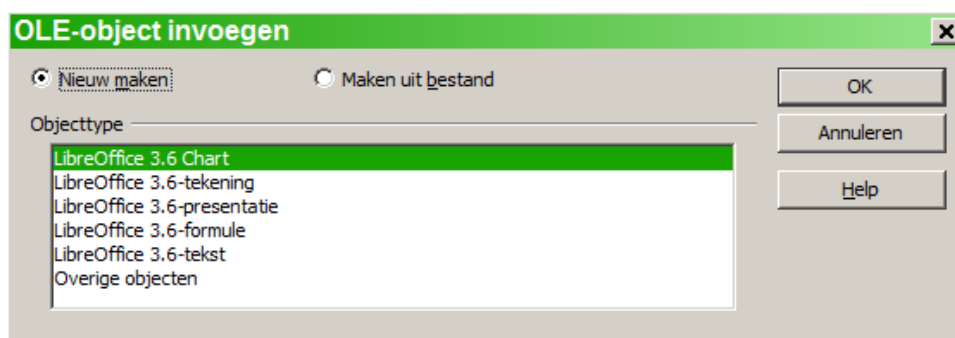 OLE-object invoegen
Nieuw maken
Maken uit bestand
OK
Objecttype
Annuleren
LibreOffice 3.6 Chart
LibreOffice 3.6-tekening
Help
LibreOffice 3.6-presentatie
LibreOffice 3.6-formule
LibreOffice 3.6-tekst
Overige objecten